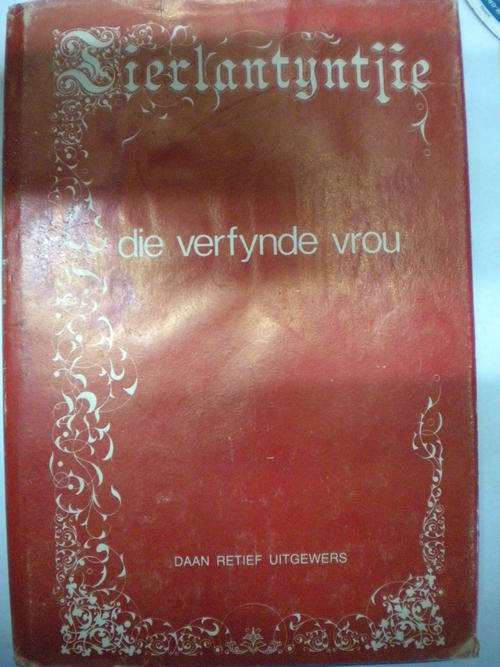 Tierlantyntjie
die verfynde vrou
DAAN RETIEF UITGEWERS